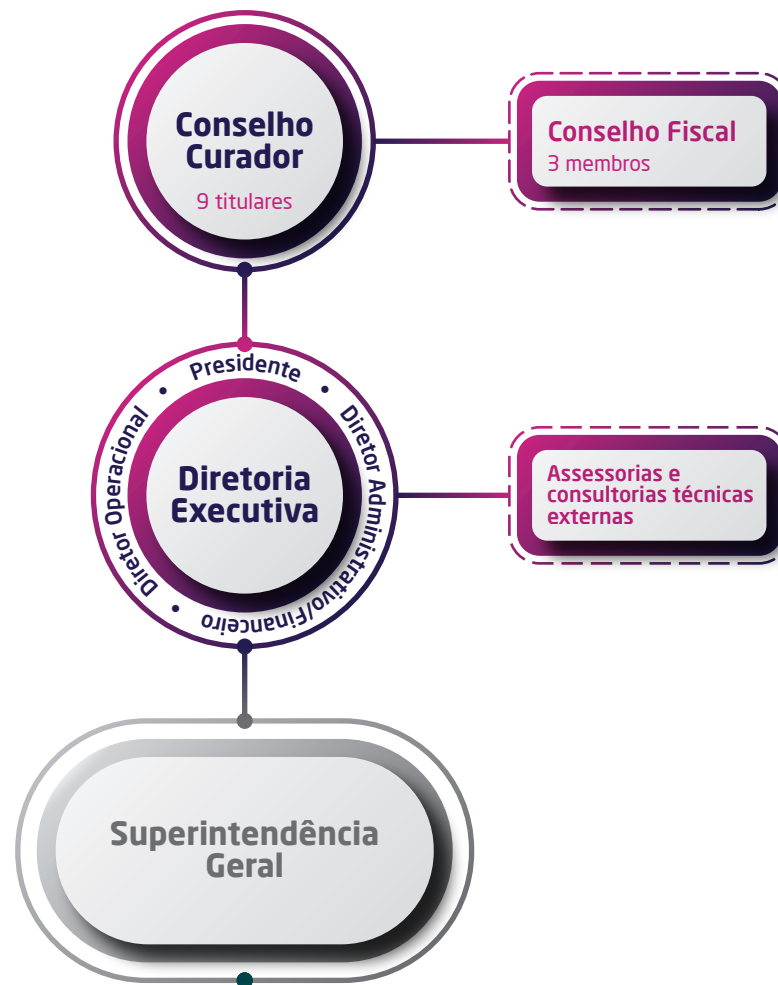 Conselho
Curador
9 titulares
Conselho Fiscal
3 membros
Presidente • Diretor Administrativo/Financeiro • Diretor Operacional •
Diretoria
Executiva
Assessorias e
consultorias técnicas
externas
Superintendência
Geral